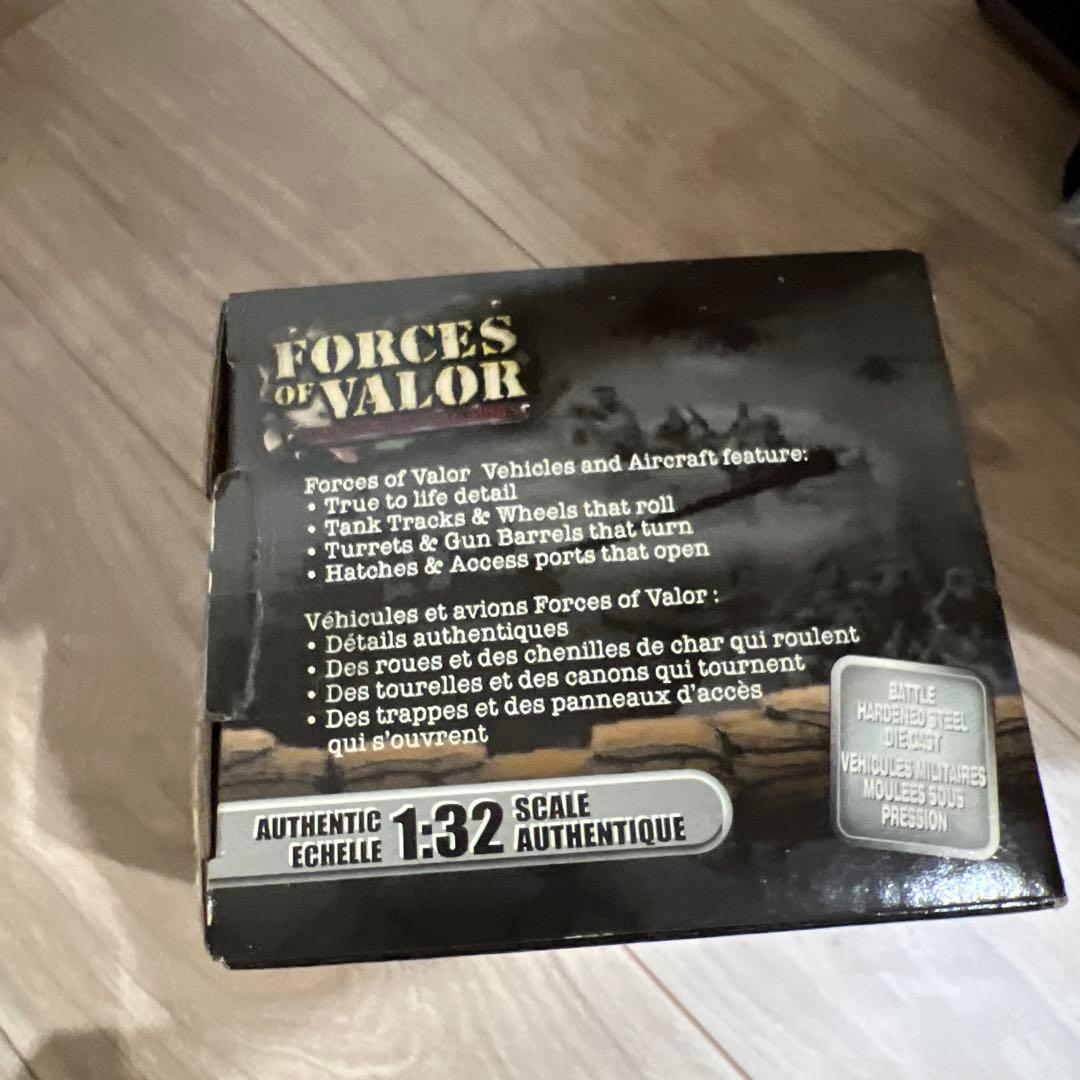 FORCES
OF VALOR
Forces of Valor Vehicles and Aircraft feature:
• True to life detail
• Tank Tracks & Wheels that roll
• Turrets & Gun Barrels that turn
• Hatches & Access ports that open
Véhicules et avions Forces of Valor :
• Détails authentiques
• Des roues et des chenilles de char qui roulent
• Des tourelles et des canons qui tournent
• Des trappes et des panneaux d'accès
qui s'ouvrent
BATTLE
HARDENED STEEL
DIE CAST
VEHICULES MILITAIRES
MOULEES SOUS
PRESSION
AUTHENTIC 1:32 SCALE
ECHELLE AUTHENTIQUE